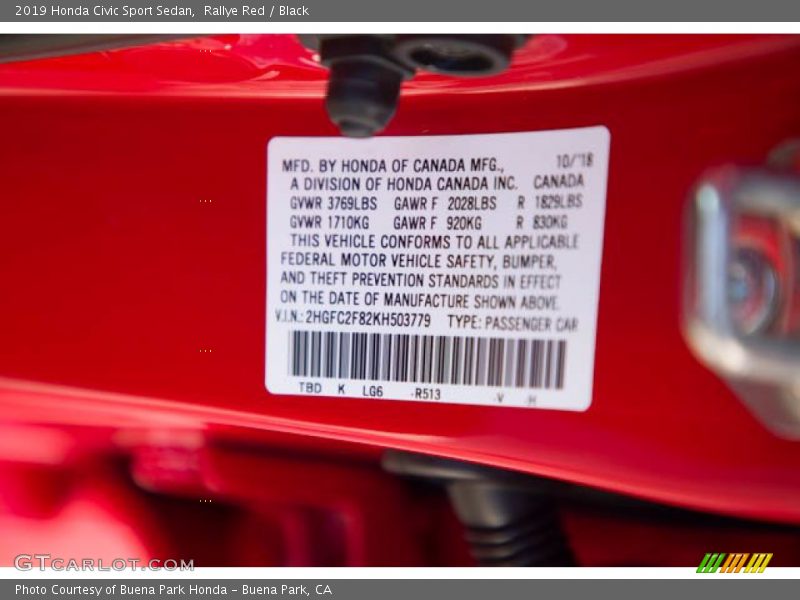 2019 Honda Civic Sport Sedan,  Rallye Red / Black
MFD. BY HONDA OF CANADA MFG., 10/'18
A DIVISION OF HONDA CANADA INC. CANADA
GVWR 3769LBS GAWR F 2028LBS R 1829LBS
GVWR 1710KG GAWR F 920KG R 830KG
THIS VEHICLE CONFORMS TO ALL APPLICABLE
FEDERAL MOTOR VEHICLE SAFETY, BUMPER,
AND THEFT PREVENTION STANDARDS IN EFFECT
ON THE DATE OF MANUFACTURE SHOWN ABOVE.
V.I.N.: 2HGFC2F82KH503779 TYPE: PASSENGER CAR
TBD K LG6 -R513 -V -H
GTCARLOT.COM
Photo Courtesy of Buena Park Honda - Buena Park, CA